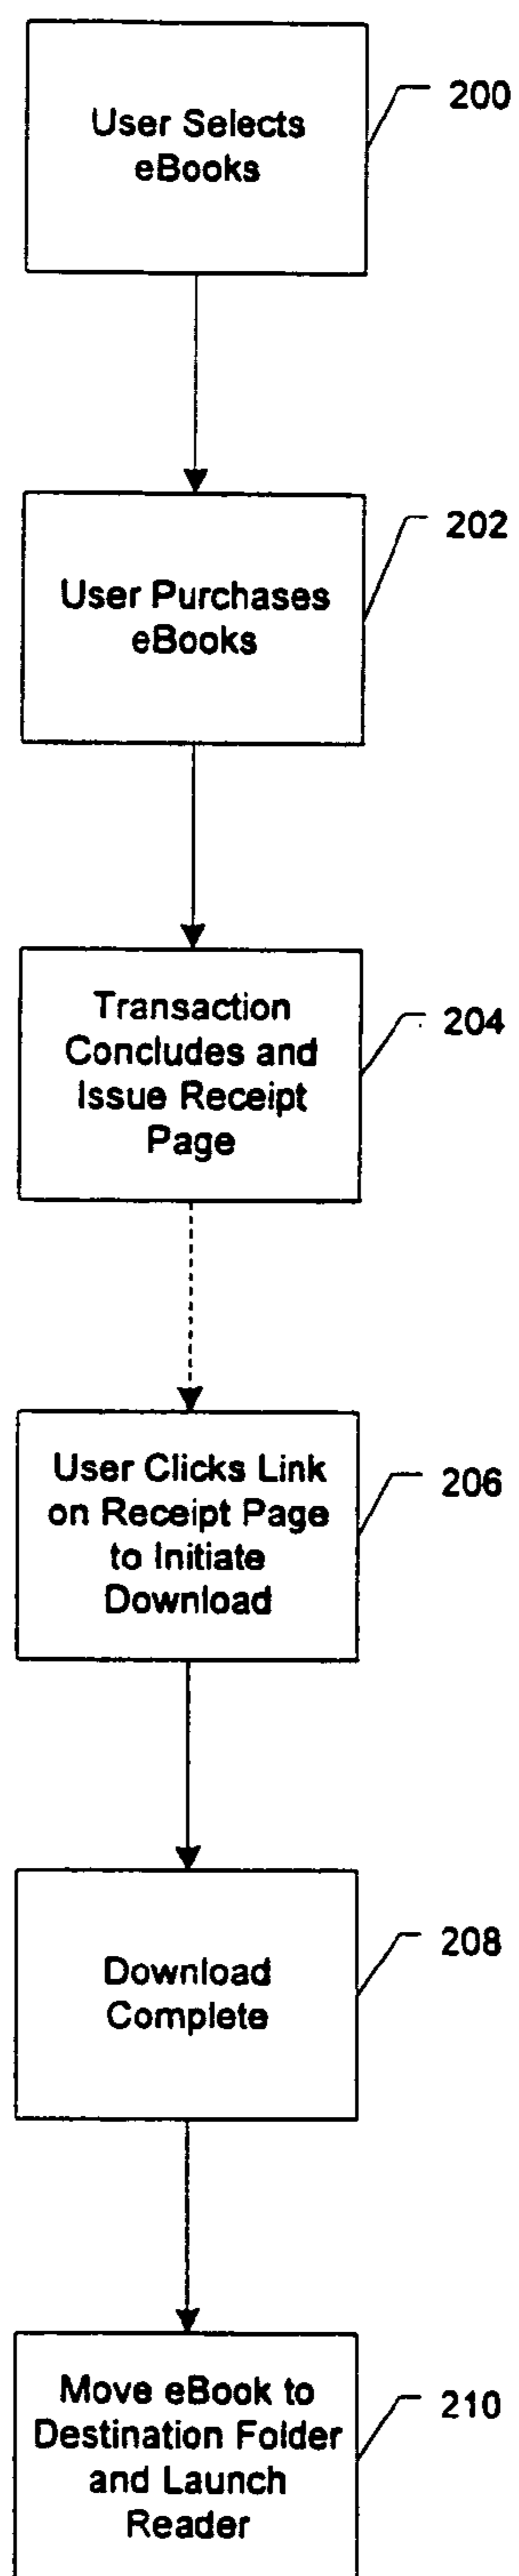 User Selects
eBooks
200
User Purchases
eBooks
202
Transaction
Concludes and
Issue Receipt
Page
204
User Clicks Link
on Receipt Page
to Initiate
Download
206
Download
Complete
208
Move eBook to
Destination Folder
and Launch
Reader
210